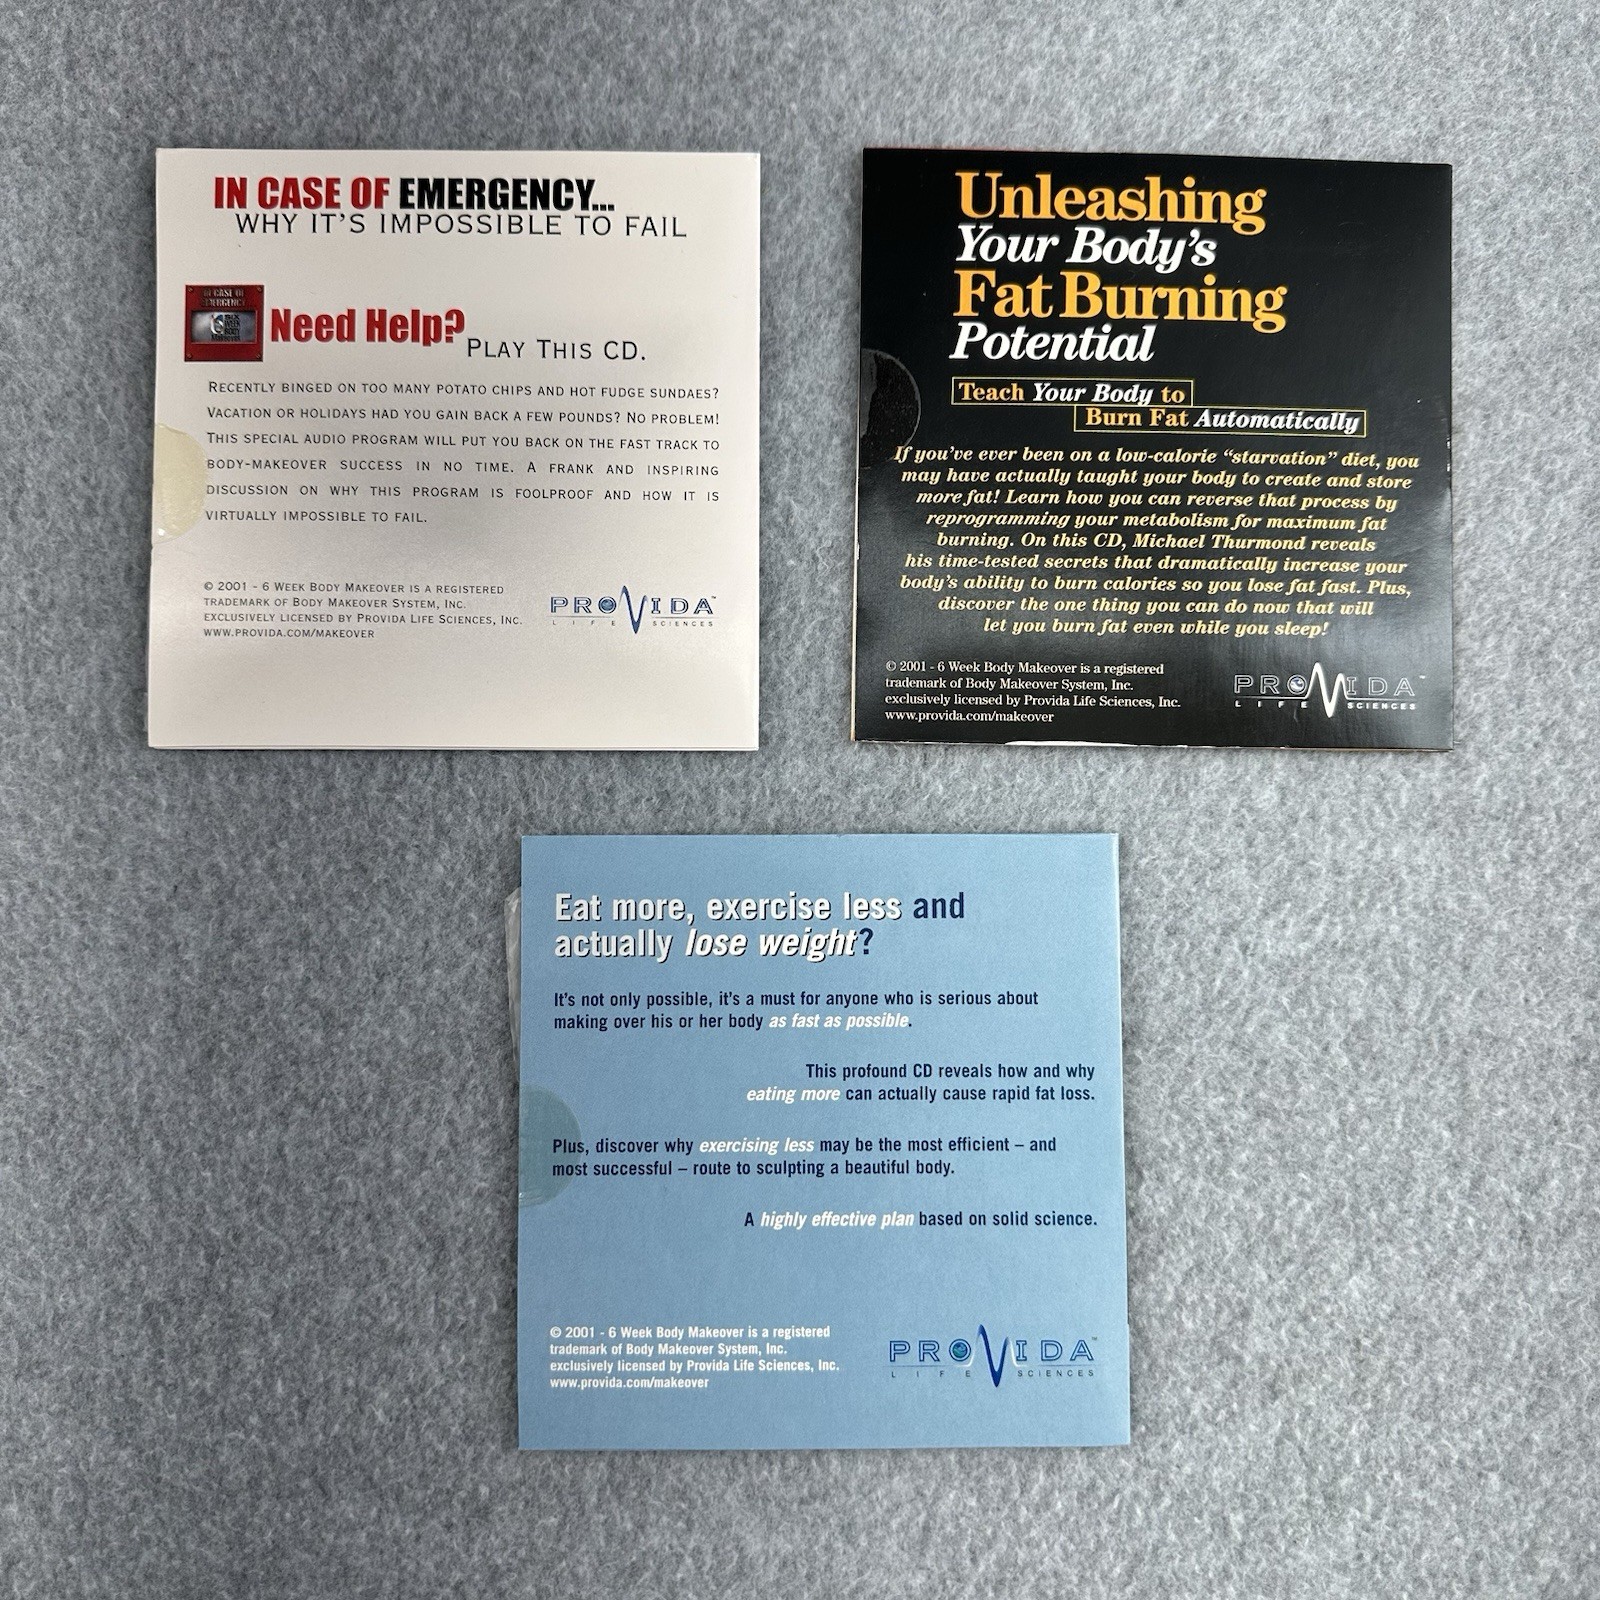 IN CASE OF EMERGENCY...
WHY IT'S IMPOSSIBLE TO FAIL
IN CASE OF
EMERGENCY
SIX
WEEK
BODY
Makeover
Need Help?
PLAY THIS CD.
RECENTLY BINGED ON TOO MANY POTATO CHIPS AND HOT FUDGE SUNDAES?
VACATION OR HOLIDAYS HAD YOU GAIN BACK A FEW POUNDS? NO PROBLEM!
THIS SPECIAL AUDIO PROGRAM WILL PUT YOU BACK ON THE FAST TRACK TO
BODY-MAKEOVER SUCCESS IN NO TIME. A FRANK AND INSPIRING
DISCUSSION ON WHY THIS PROGRAM IS FOOLPROOF AND HOW IT IS
VIRTUALLY IMPOSSIBLE TO FAIL.
© 2001 - 6 WEEK BODY MAKEOVER IS A REGISTERED
TRADEMARK OF BODY MAKEOVER SYSTEM, INC.
EXCLUSIVELY LICENSED BY PROVIDA LIFE SCIENCES, INC.
WWW.PROVIDA.COM/MAKEOVER
PROVIDA™
LIFE SCIENCES
Unleashing
Your Body's
Fat Burning
Potential
Teach Your Body to
Burn Fat Automatically
If you've ever been on a low-calorie “starvation” diet, you
may have actually taught your body to create and store
more fat! Learn how you can reverse that process by
reprogramming your metabolism for maximum fat
burning. On this CD, Michael Thurmond reveals
his time-tested secrets that dramatically increase your
body's ability to burn calories so you lose fat fast. Plus,
discover the one thing you can do now that will
let you burn fat even while you sleep!
© 2001 - 6 Week Body Makeover is a registered
trademark of Body Makeover System, Inc.
exclusively licensed by Provida Life Sciences, Inc.
www.provida.com/makeover
PROVIDA™
LIFE SCIENCES
Eat more, exercise less and
actually lose weight?
It's not only possible, it's a must for anyone who is serious about
making over his or her body as fast as possible.
This profound CD reveals how and why
eating more can actually cause rapid fat loss.
Plus, discover why exercising less may be the most efficient – and
most successful – route to sculpting a beautiful body.
A highly effective plan based on solid science.
© 2001 - 6 Week Body Makeover is a registered
trademark of Body Makeover System, Inc.
exclusively licensed by Provida Life Sciences, Inc.
www.provida.com/makeover
PROVIDA™
LIFE SCIENCES